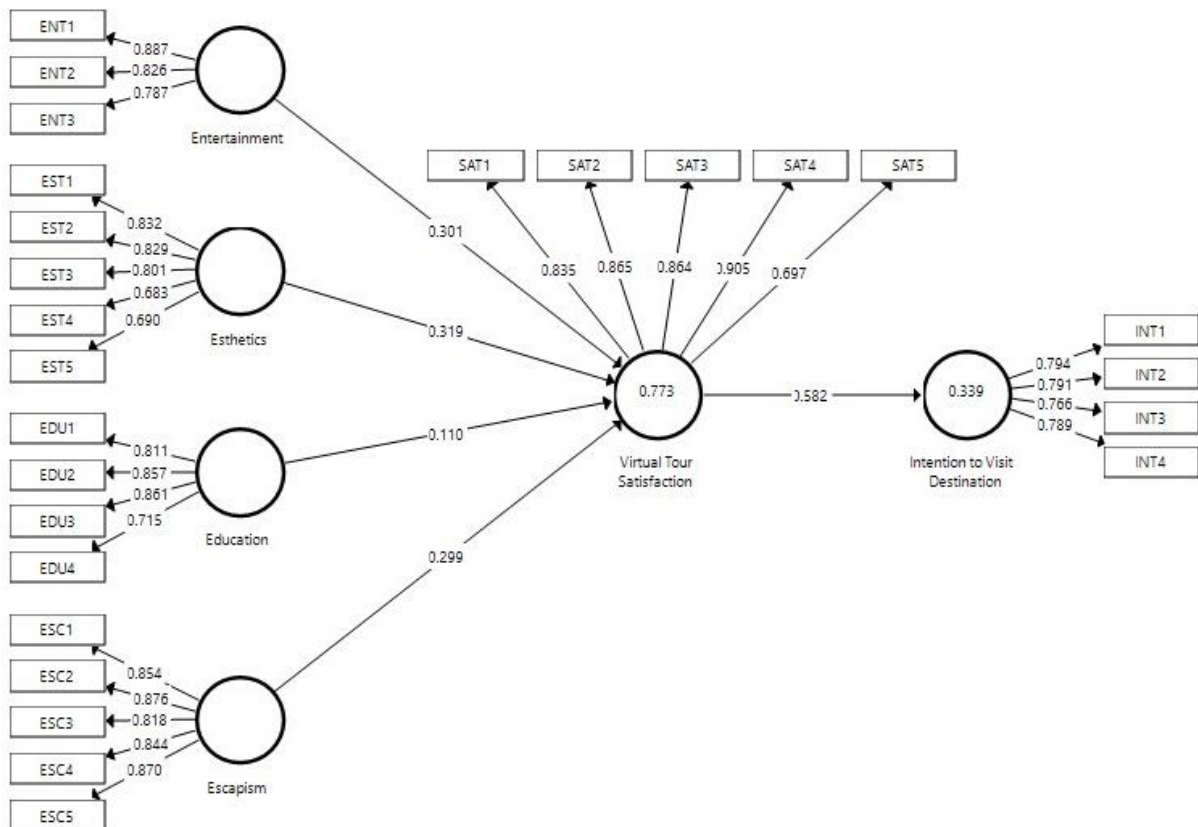 ENT1
ENT2
ENT3
0.887
0.826
0.787
Entertainment
EST1
EST2
EST3
EST4
EST5
0.832
0.829
0.801
0.683
0.690
Esthetics
EDU1
EDU2
EDU3
EDU4
0.811
0.857
0.861
0.715
Education
ESC1
ESC2
ESC3
ESC4
ESC5
0.854
0.876
0.818
0.844
0.870
Escapism
0.301
0.319
0.110
0.299
SAT1
SAT2
SAT3
SAT4
SAT5
0.835
0.865
0.864
0.905
0.697
0.773
Virtual Tour
Satisfaction
0.582
0.339
Intention to Visit
Destination
0.794
0.791
0.766
0.789
INT1
INT2
INT3
INT4